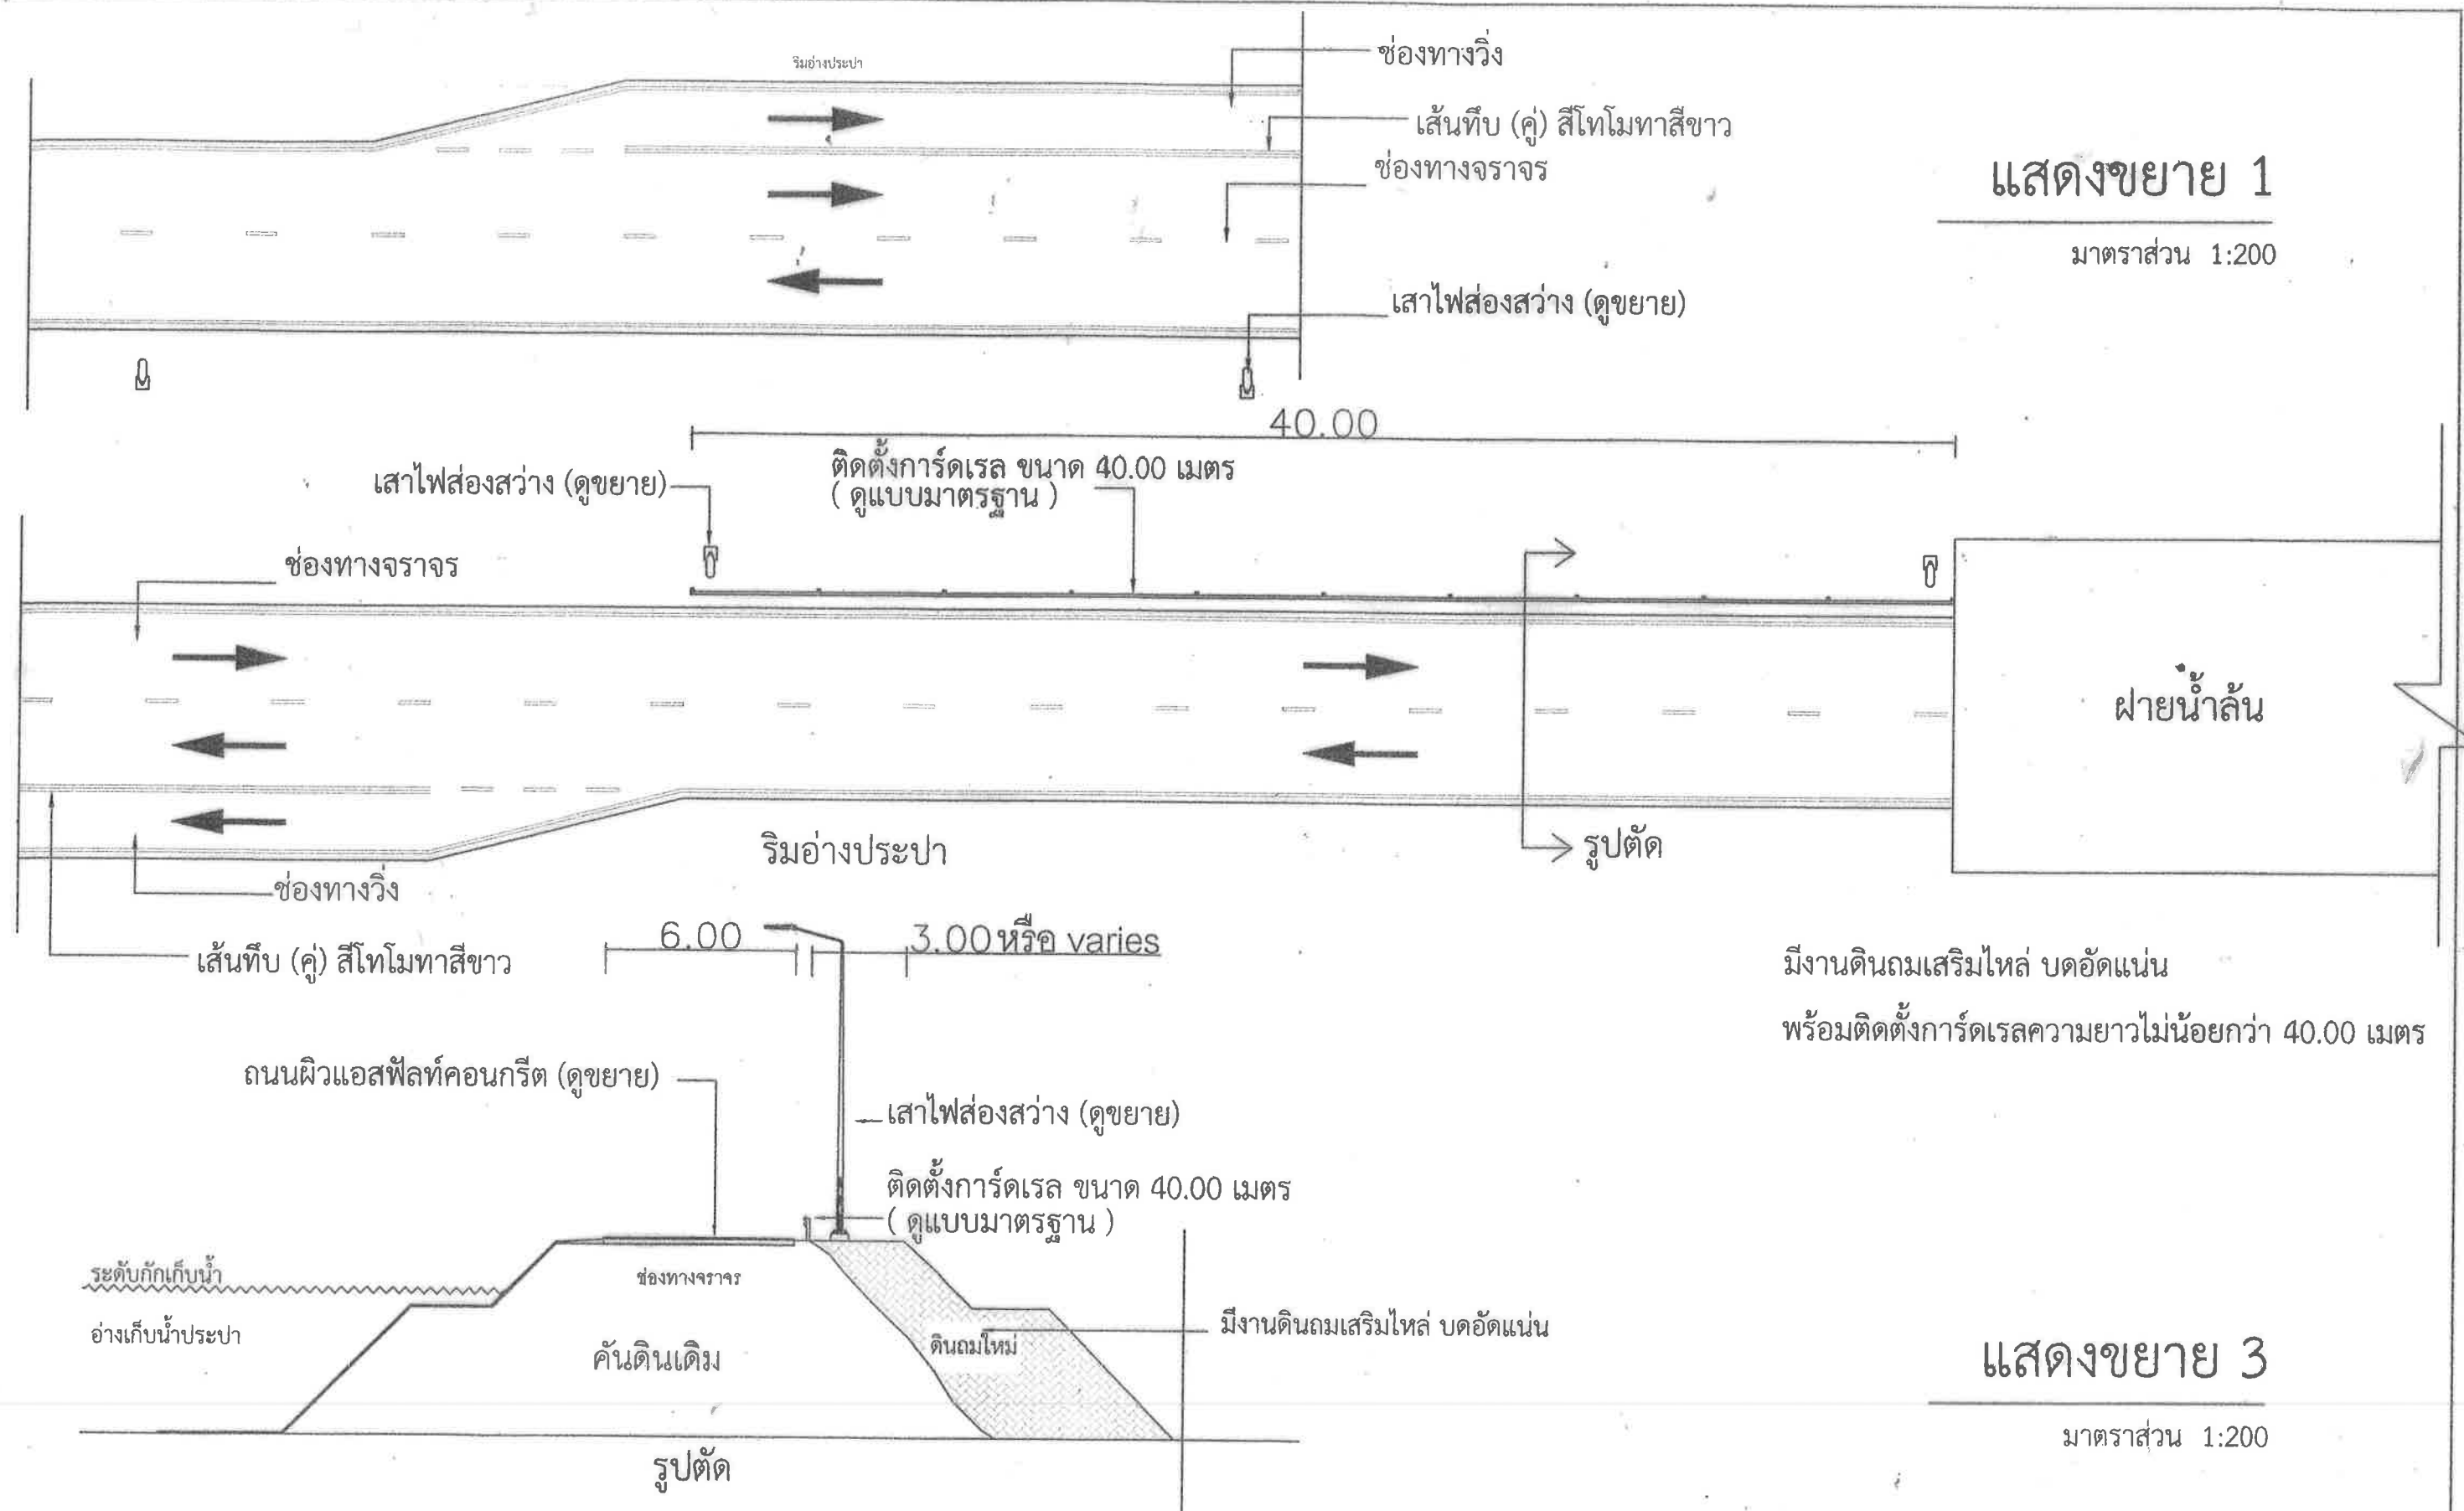 ริมอ่างประปา
ช่องทางวิ่ง
เส้นทึบ (คู่) สีโทโมทาสีขาว
ช่องทางจราจร
แสดงขยาย 1
มาตราส่วน 1:200
เสาไฟส่องสว่าง (ดูขยาย)
40.00
เสาไฟส่องสว่าง (ดูขยาย)
ติดตั้งการ์ดเรล ขนาด 40.00 เมตร
( ดูแบบมาตรฐาน )
ช่องทางจราจร
ฝายน้ำล้น
ริมอ่างประปา
รูปตัด
ช่องทางวิ่ง
เส้นทึบ (คู่) สีโทโมทาสีขาว
6.00
3.00หรือ varies
มีงานดินถมเสริมไหล่ บดอัดแน่น
พร้อมติดตั้งการ์ดเรลความยาวไม่น้อยกว่า 40.00 เมตร
ถนนผิวแอสฟัลท์คอนกรีต (ดูขยาย)
เสาไฟส่องสว่าง (ดูขยาย)
ติดตั้งการ์ดเรล ขนาด 40.00 เมตร
( ดูแบบมาตรฐาน )
ระดับกักเก็บน้ำ
ช่องทางจราจร
อ่างเก็บน้ำประปา
คันดินเดิม
ดินถมใหม่
มีงานดินถมเสริมไหล่ บดอัดแน่น
แสดงขยาย 3
มาตราส่วน 1:200
รูปตัด